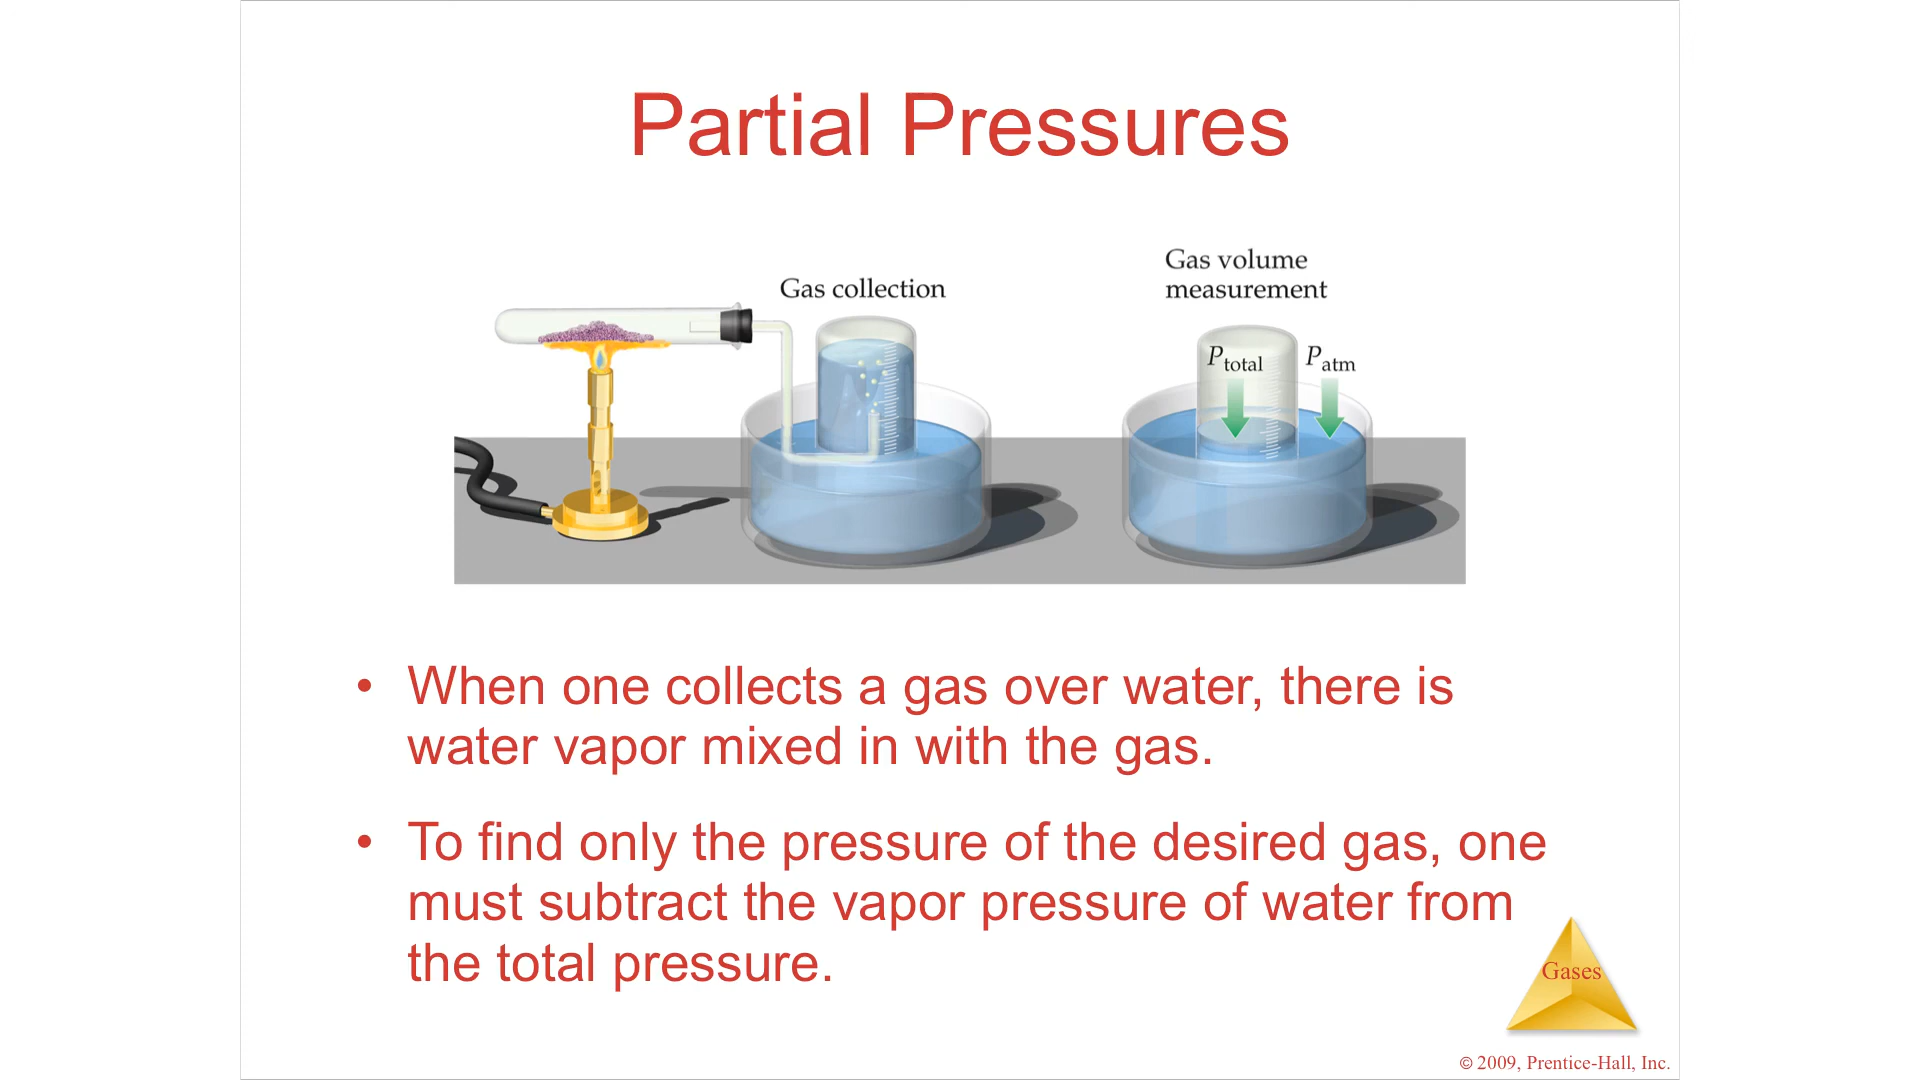 Partial Pressures
Gas collection
Gas volume
measurement
Ptotal
Patm
• When one collects a gas over water, there is
water vapor mixed in with the gas.
• To find only the pressure of the desired gas, one
must subtract the vapor pressure of water from
the total pressure.
Gases
© 2009, Prentice-Hall, Inc.